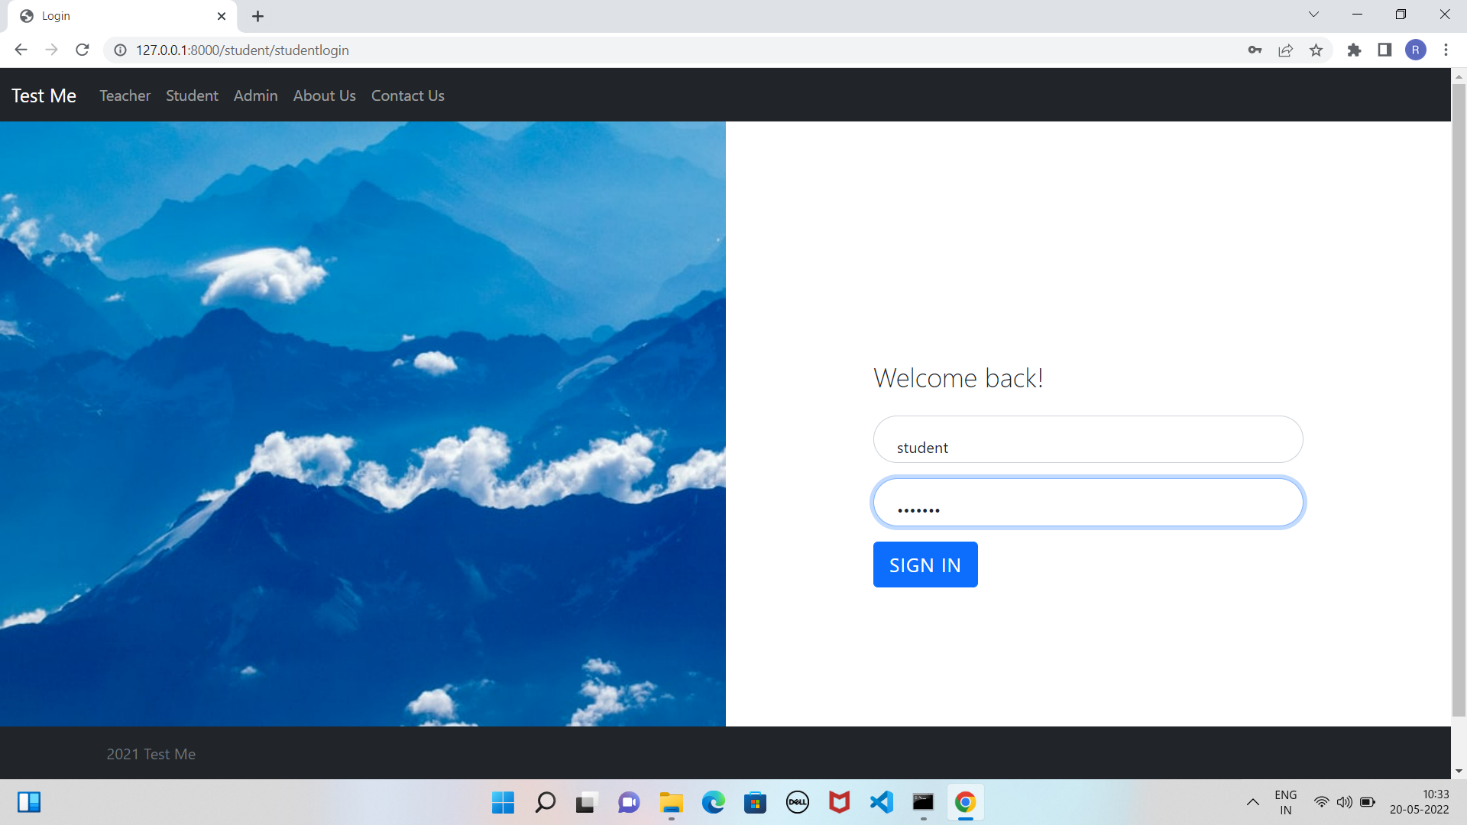 Login
127.0.0.1:8000/student/studentlogin
R
Test Me Teacher Student Admin About Us Contact Us
Welcome back!
student
•••••••
SIGN IN
2021 Test Me
DELL
ENG
IN
10:33
20-05-2022